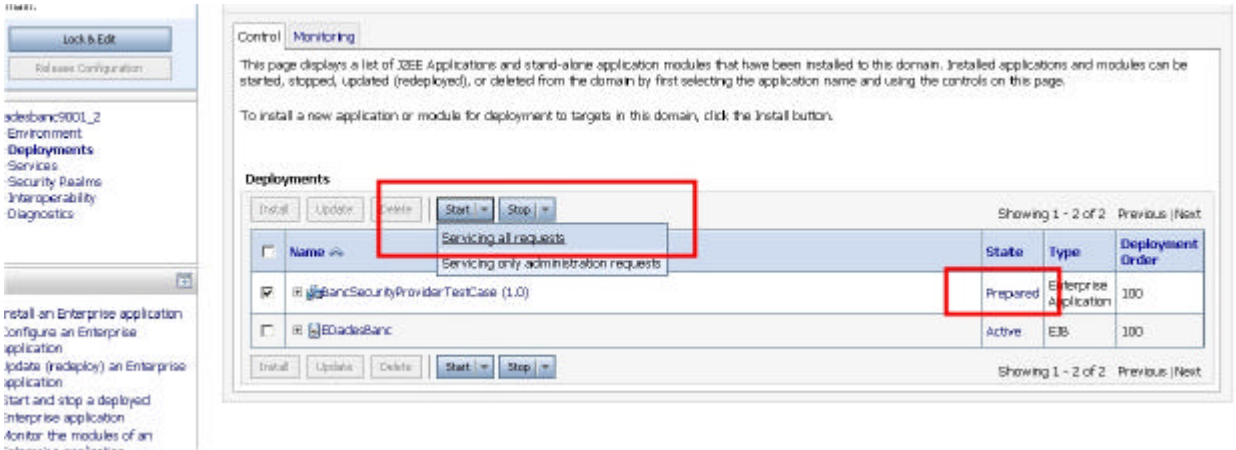 Lock & Edit
Release Configuration
adesbanc9001_2
Environment
Deployments
Services
Security Realms
Interoperability
Diagnostics
nstall an Enterprise application
Configure an Enterprise
application
Update (redeploy) an Enterprise
application
Start and stop a deployed
Enterprise application
Monitor the modules of an
Control Monitoring
This page displays a list of J2EE Applications and stand-alone application modules that have been installed to this domain. Installed applications and modules can be
started, stopped, updated (redeployed), or deleted from the domain by first selecting the application name and using the controls on this page.
To install a new application or module for deployment to targets in this domain, click the Install button.
Deployments
Install Update Delete Start Stop Showing 1 - 2 of 2 Previous | Next
Servicing all requests
Servicing only administration requests
Name State Type Deployment Order
BancSecurityProviderTestCase (1.0) Prepared Enterprise Application 100
EDadesBanc Active EJB 100
Install Update Delete Start Stop Showing 1 - 2 of 2 Previous | Next